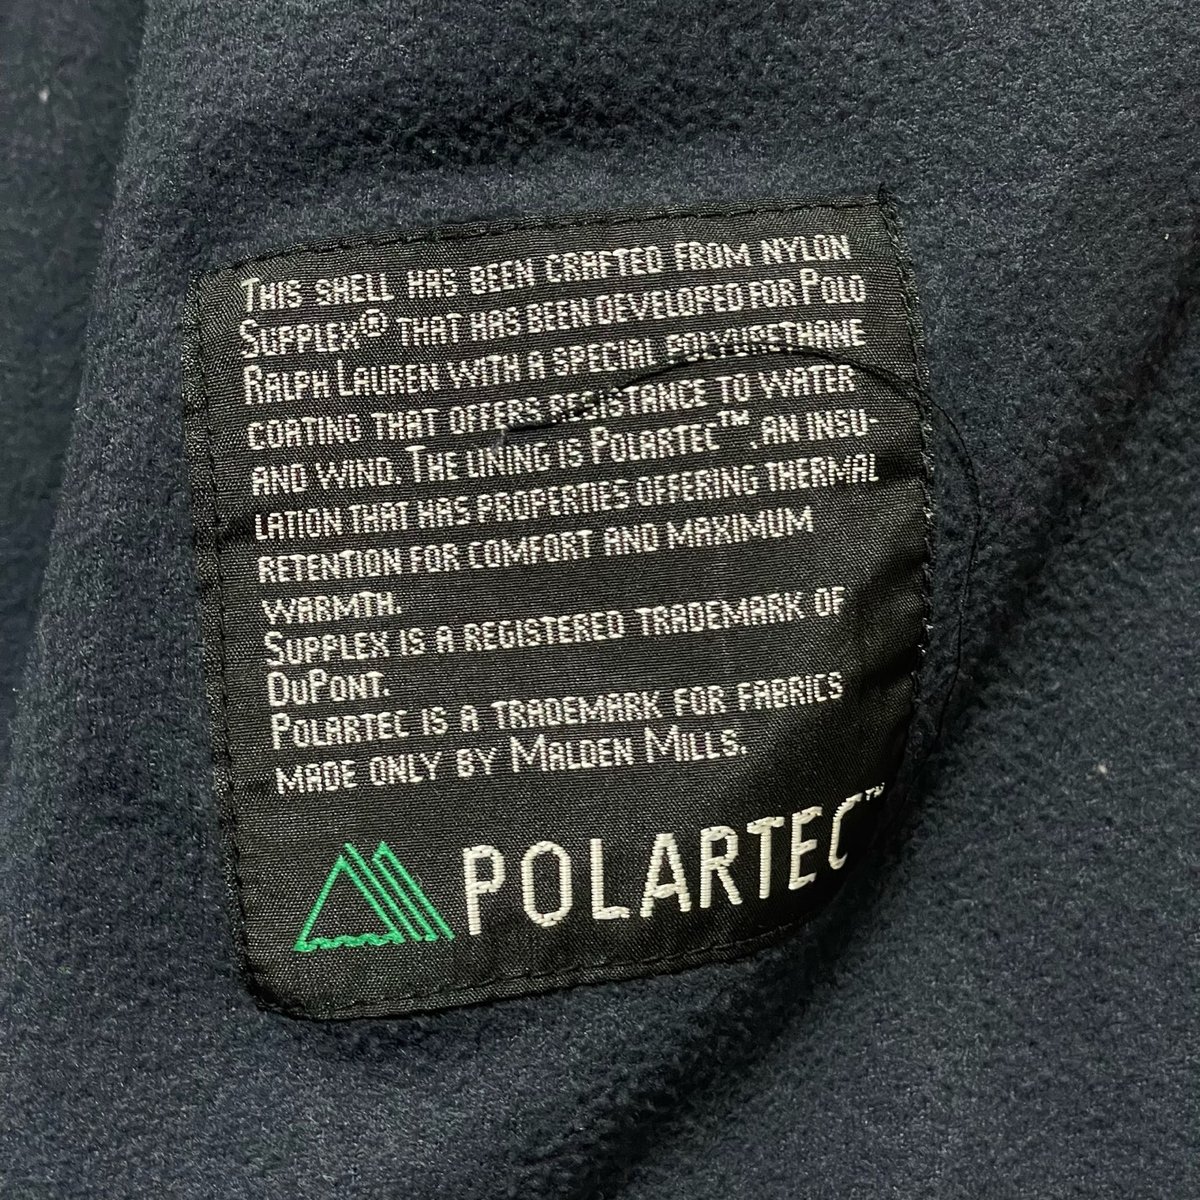 THIS SHELL HAS BEEN CRAFTED FROM NYLON
SUPPLEX® THAT HAS BEEN DEVELOPED FOR POLO
RALPH LAUREN WITH A SPECIAL POLYURETHANE
COATING THAT OFFERS RESISTANCE TO WATER
AND WIND. THE LINING IS POLARTEC™, AN INSU-
LATION THAT HAS PROPERTIES OFFERING THERMAL
RETENTION FOR COMFORT AND MAXIMUM
WARMTH.
SUPPLEX IS A REGISTERED TRADEMARK OF
DUPONT.
POLARTEC IS A TRADEMARK FOR FABRICS
MADE ONLY BY MALDEN MILLS.
POLARTEC™